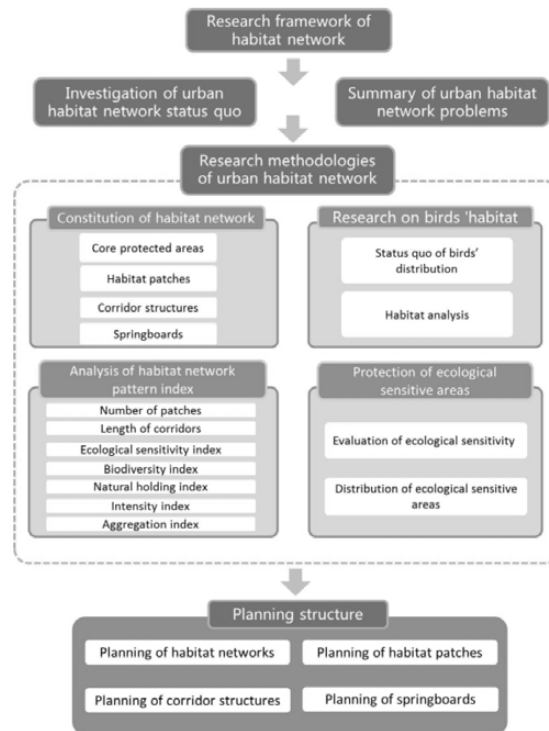 Research framework of
habitat network
Investigation of urban
habitat network status quo
Summary of urban habitat
network problems
Research methodologies
of urban habitat network
Constitution of habitat network
Core protected areas
Habitat patches
Corridor structures
Springboards
Research on birds 'habitat
Status quo of birds'
distribution
Habitat analysis
Analysis of habitat network
pattern index
Number of patches
Length of corridors
Ecological sensitivity index
Biodiversity index
Natural holding index
Intensity index
Aggregation index
Protection of ecological
sensitive areas
Evaluation of ecological sensitivity
Distribution of ecological sensitive
areas
Planning structure
Planning of habitat networks
Planning of habitat patches
Planning of corridor structures
Planning of springboards